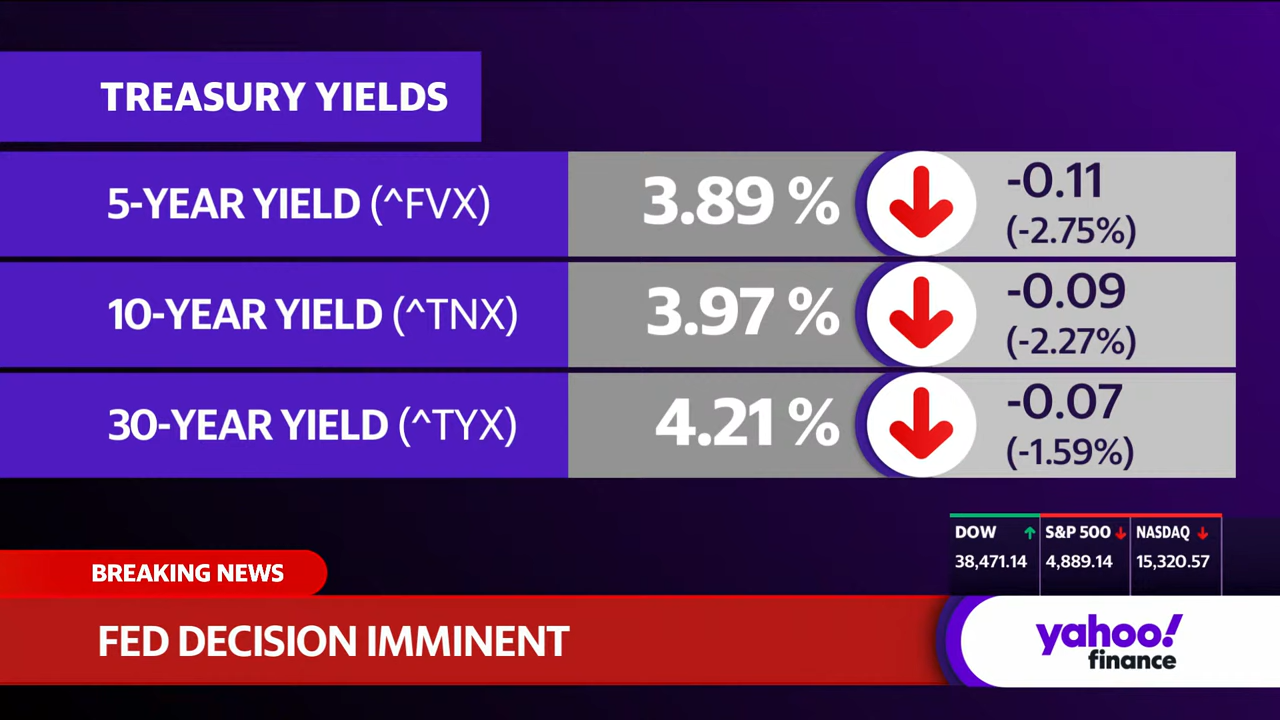 TREASURY YIELDS
5-YEAR YIELD (^FVX) 3.89 % -0.11
(-2.75%)
10-YEAR YIELD (^TNX) 3.97 % -0.09
(-2.27%)
30-YEAR YIELD (^TYX) 4.21 % -0.07
(-1.59%)
DOW S&P 500 NASDAQ
38,471.14 4,889.14 15,320.57
BREAKING NEWS
FED DECISION IMMINENT
yahoo!
finance